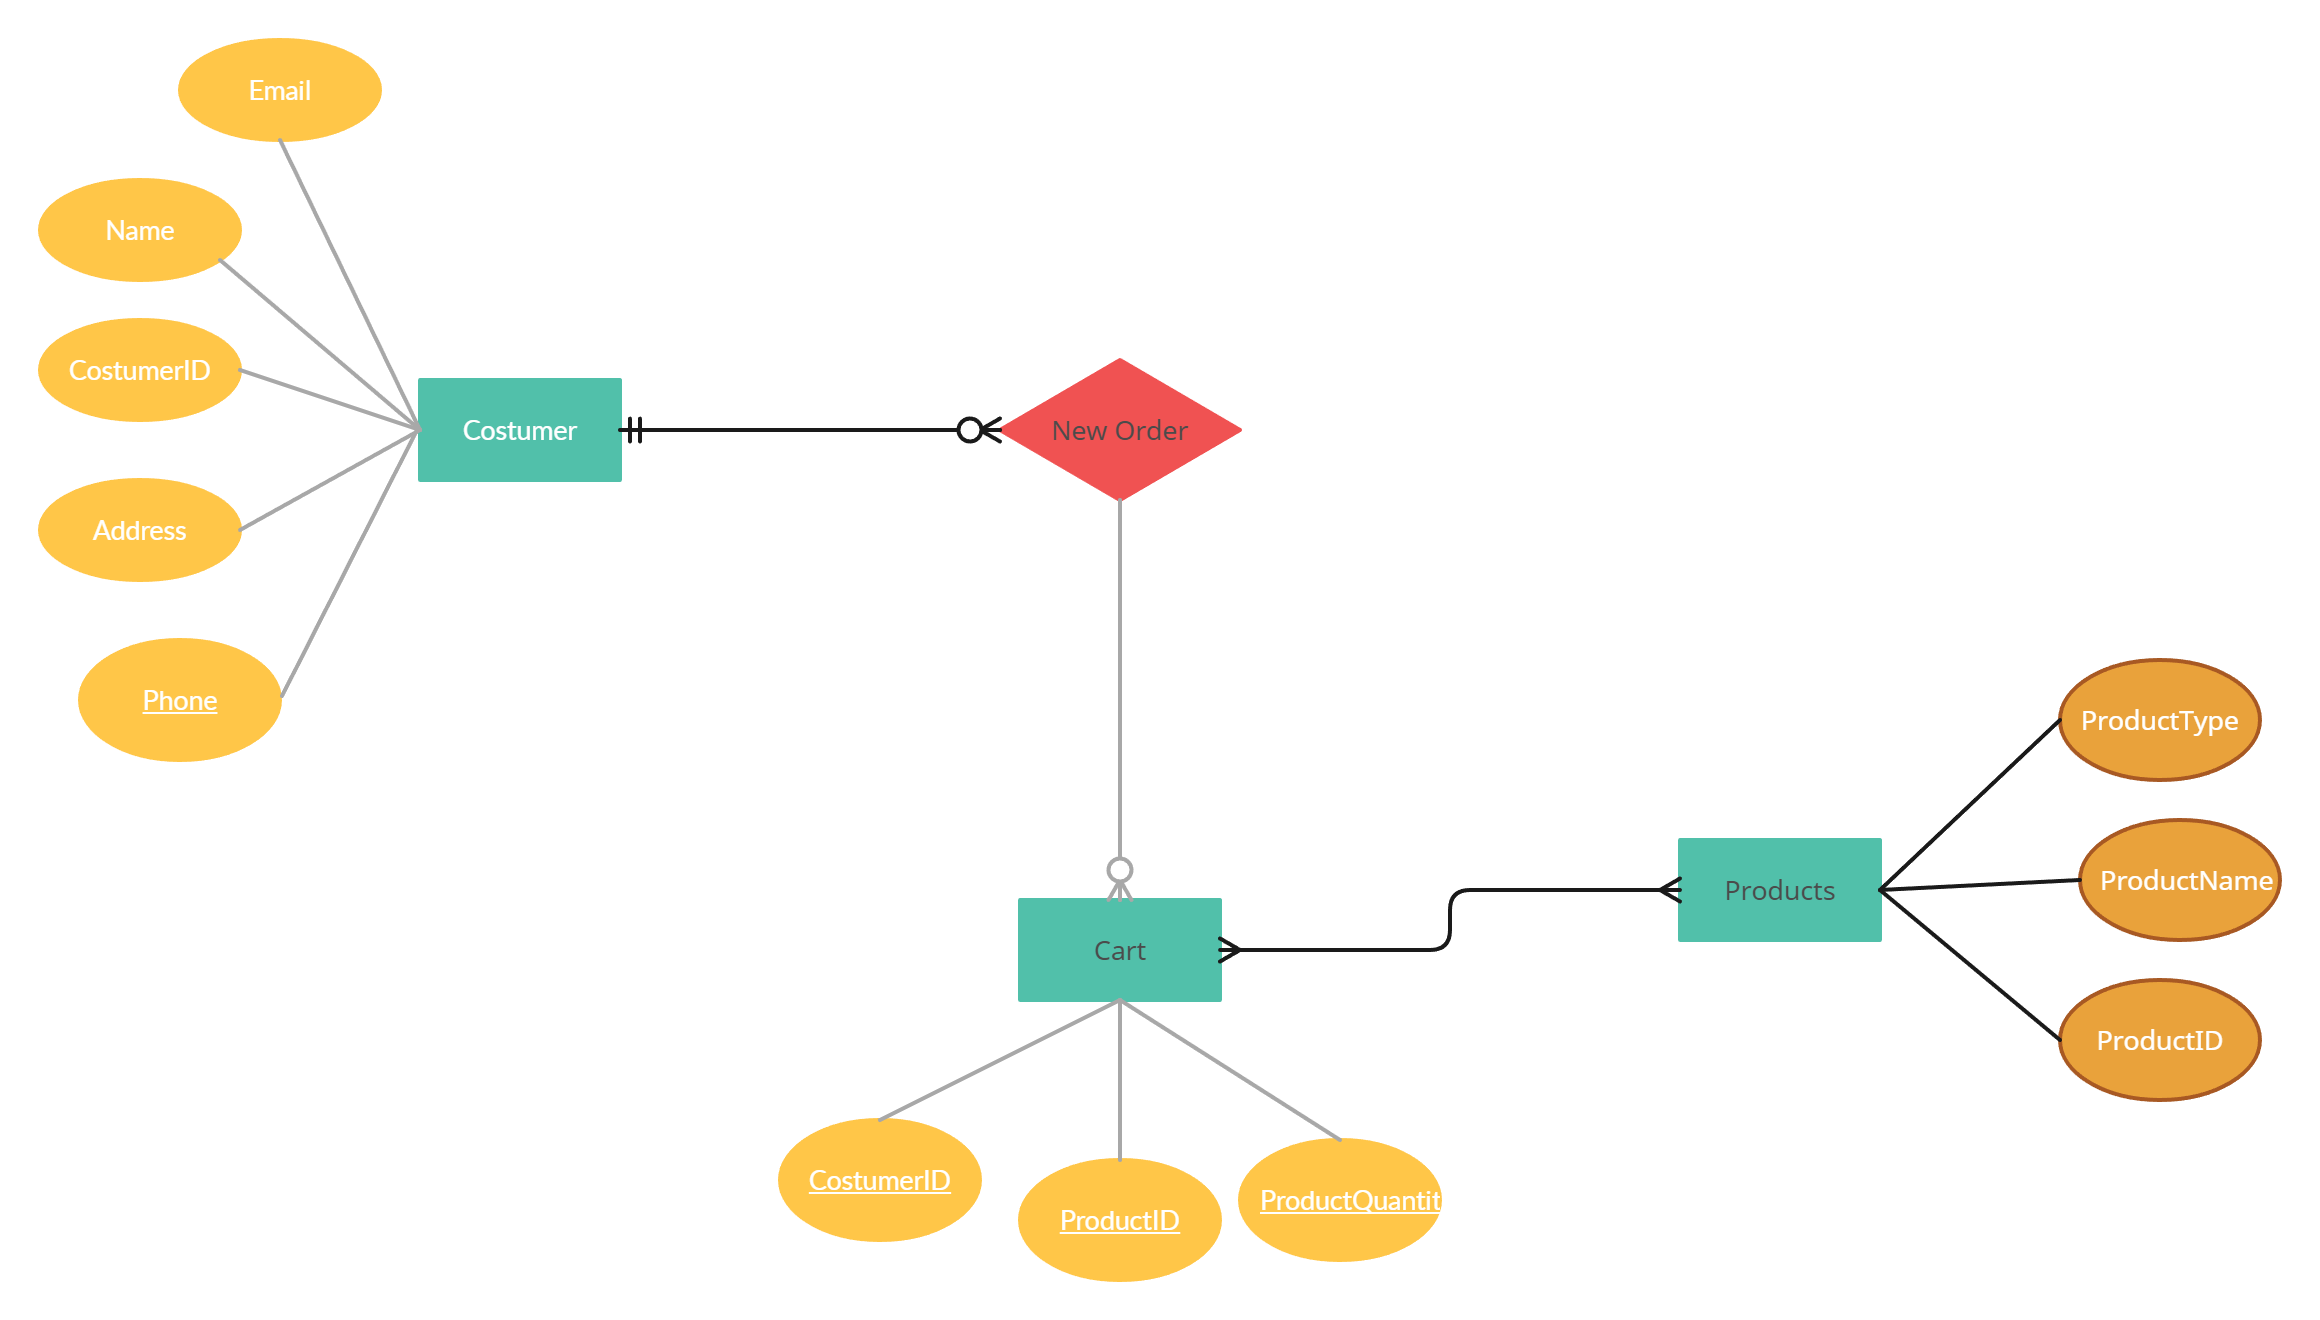 Email
Name
CostumerID
Costumer
New Order
Address
Phone
ProductType
ProductName
Products
Cart
ProductID
CostumerID
ProductID
ProductQuantit